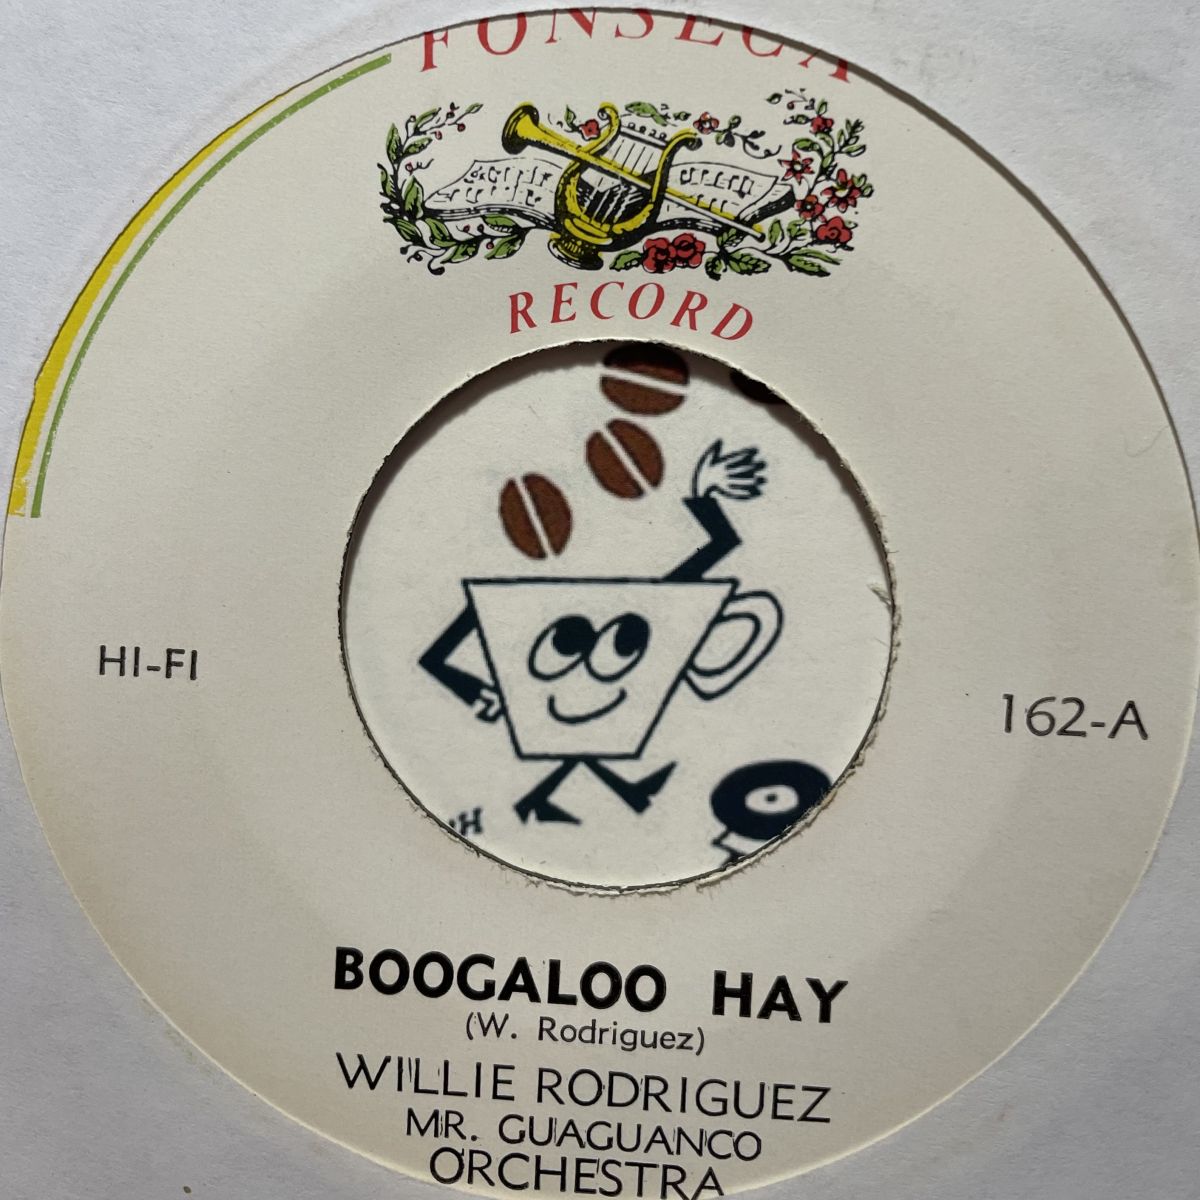 FONSECA
RECORD
HI-FI
162-A
BOOGALOO HAY
(W. Rodriguez)
WILLIE RODRIGUEZ
MR. GUAGUANCO
ORCHESTRA